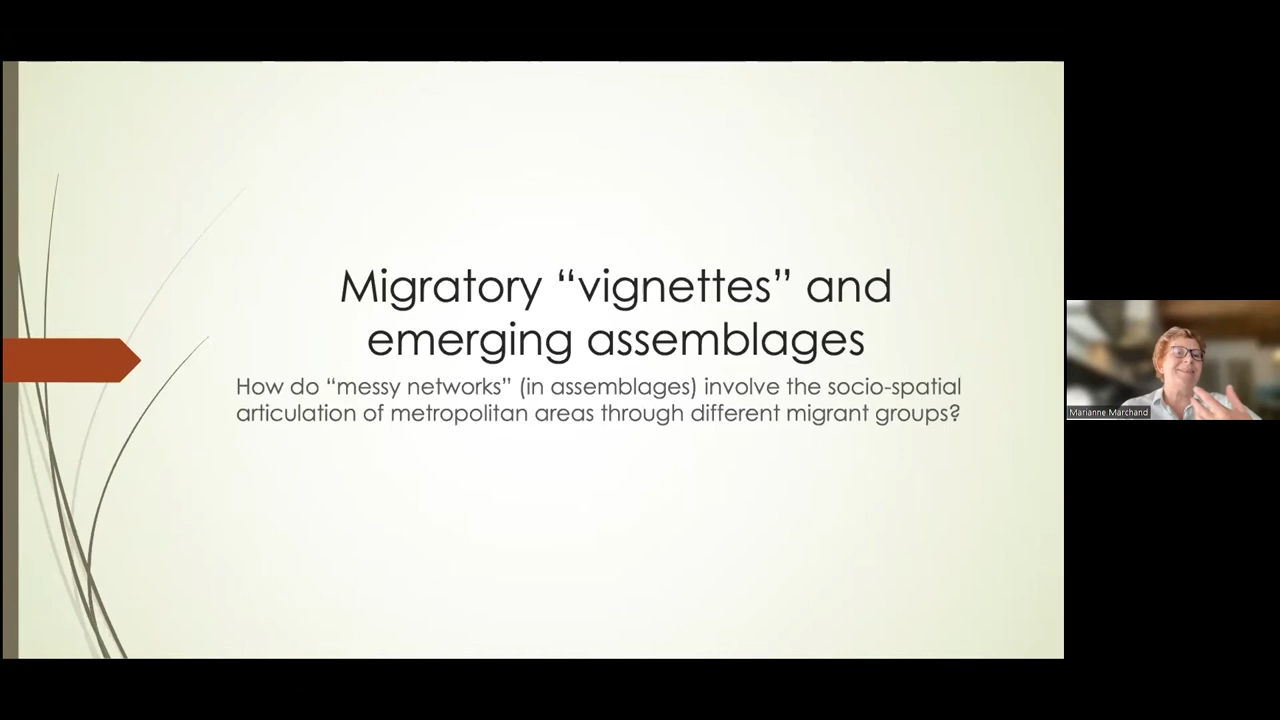 Migratory “vignettes” and
emerging assemblages
How do “messy networks” (in assemblages) involve the socio-spatial
articulation of metropolitan areas through different migrant groups?
Marianne Marchand